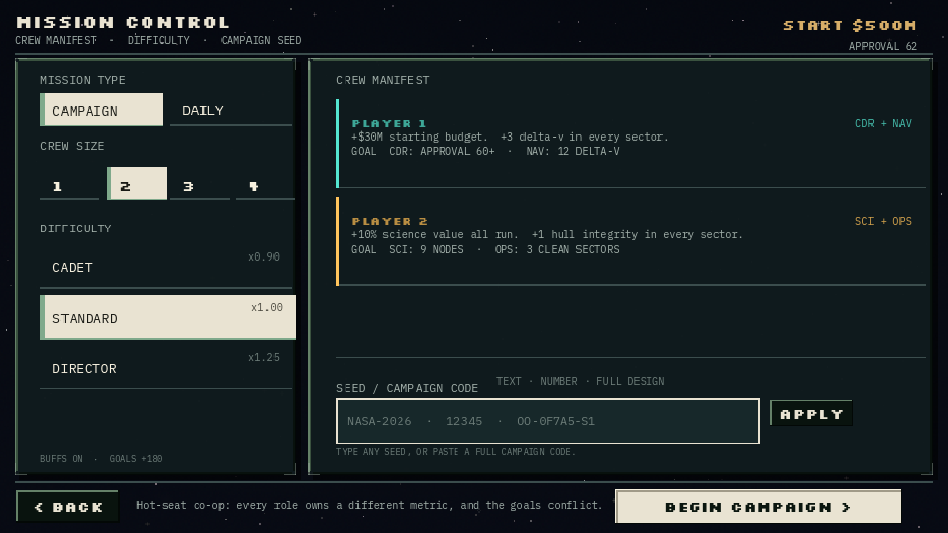 MISSION CONTROL
CREW MANIFEST · DIFFICULTY · CAMPAIGN SEED
START $500M
APPROVAL 62
MISSION TYPE
CAMPAIGN
DAILY
CREW SIZE
1 2 3 4
DIFFICULTY
CADET x0.90
STANDARD x1.00
DIRECTOR x1.25
BUFFS ON · GOALS +180
CREW MANIFEST
PLAYER 1 CDR + NAV
+$30M starting budget. +3 delta-v in every sector.
GOAL CDR: APPROVAL 60+ · NAV: 12 DELTA-V
PLAYER 2 SCI + OPS
+10% science value all run. +1 hull integrity in every sector.
GOAL SCI: 9 NODES · OPS: 3 CLEAN SECTORS
SEED / CAMPAIGN CODE TEXT · NUMBER · FULL DESIGN
NASA-2026 · 12345 · OO-0F7A5-S1
APPLY
TYPE ANY SEED, OR PASTE A FULL CAMPAIGN CODE.
< BACK
Hot-seat co-op: every role owns a different metric, and the goals conflict.
BEGIN CAMPAIGN >